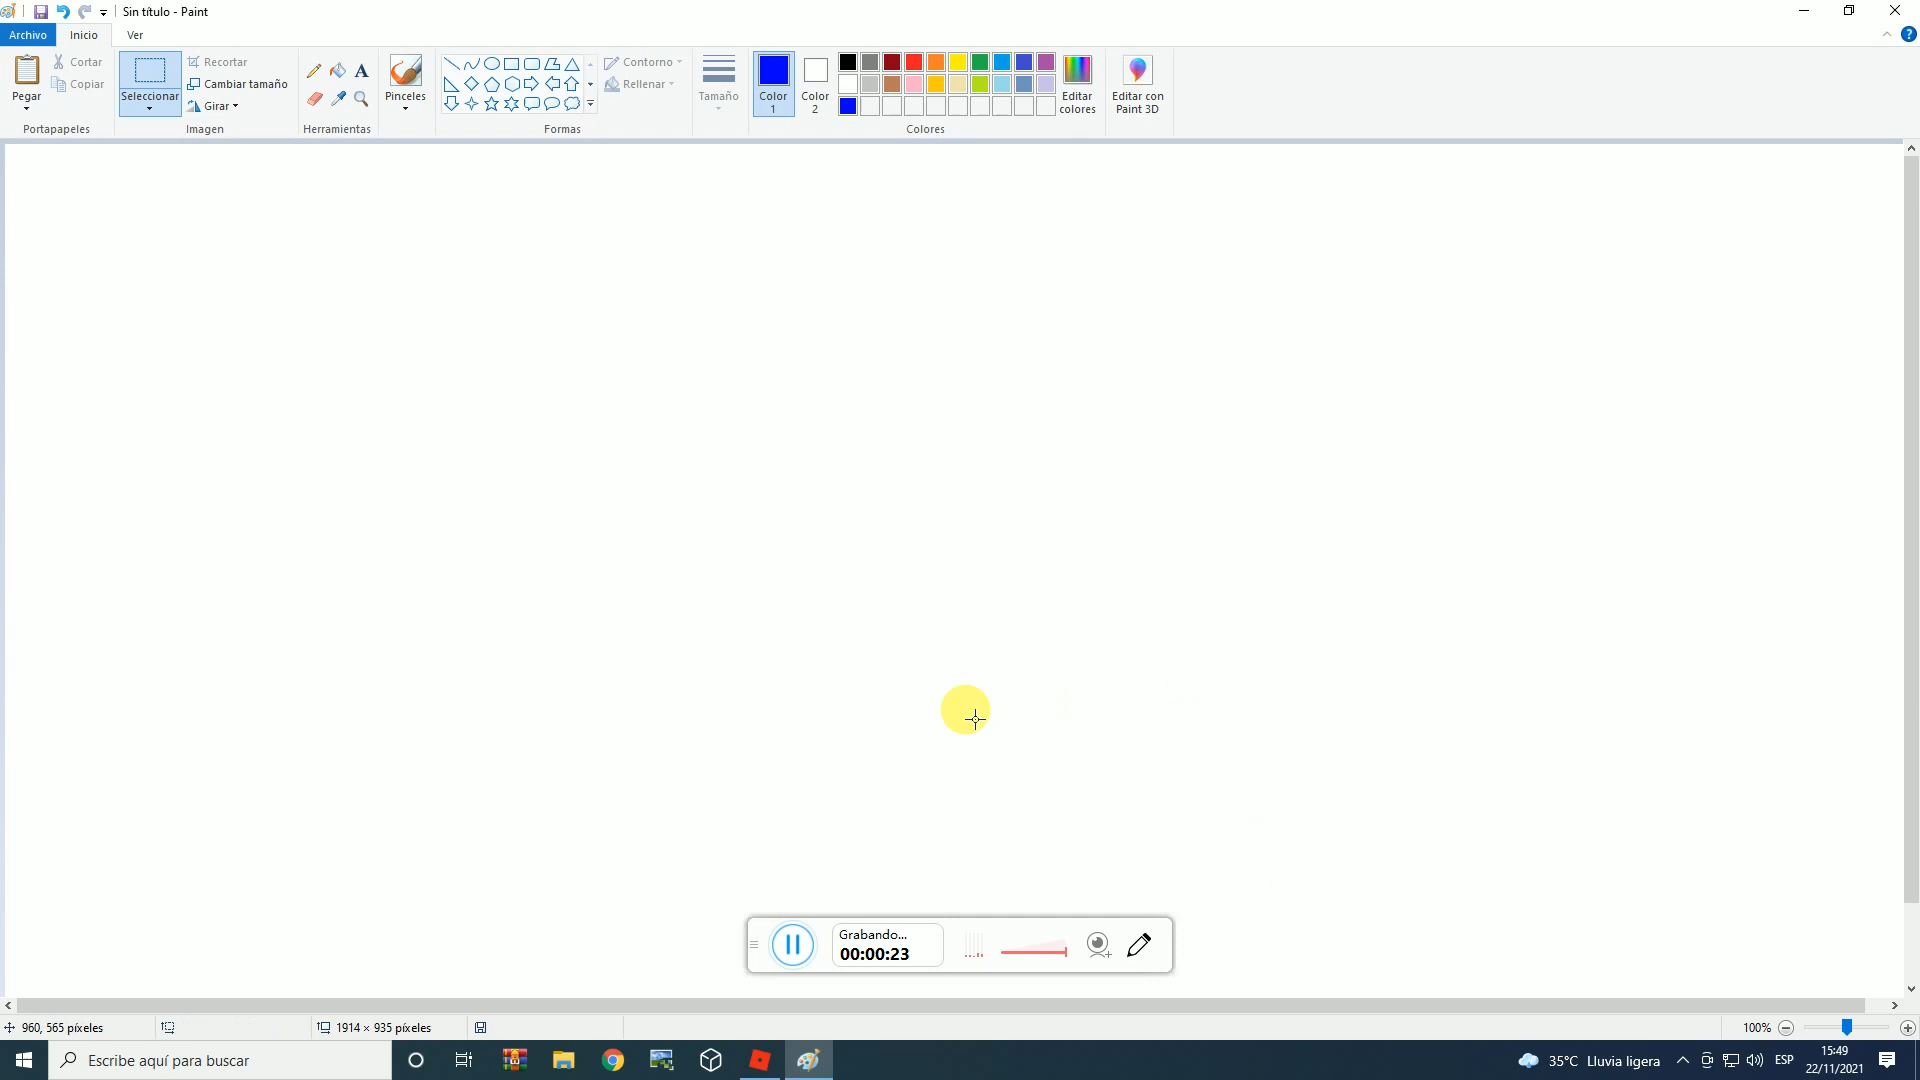 Sin título - Paint
Archivo
Inicio
Ver
Pegar
Cortar
Copiar
Portapapeles
Seleccionar
Recortar
Cambiar tamaño
Girar
Imagen
A
Herramientas
Pinceles
Contorno
Rellenar
Formas
Tamaño
Color
1
Color
2
Editar
colores
Colores
Editar con
Paint 3D
?
Grabando...
00:00:23
960, 565 píxeles
1914 × 935 píxeles
100%
Escribe aquí para buscar
35°C Lluvia ligera
ESP
15:49
22/11/2021